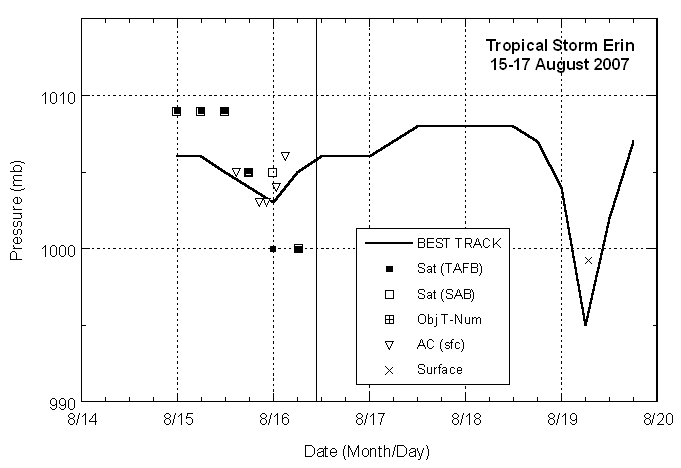 Tropical Storm Erin
15-17 August 2007
1010
1000
990
Pressure (mb)
BEST TRACK
Sat (TAFB)
Sat (SAB)
Obj T-Num
AC (sfc)
Surface
8/14 8/15 8/16 8/17 8/18 8/19 8/20
Date (Month/Day)